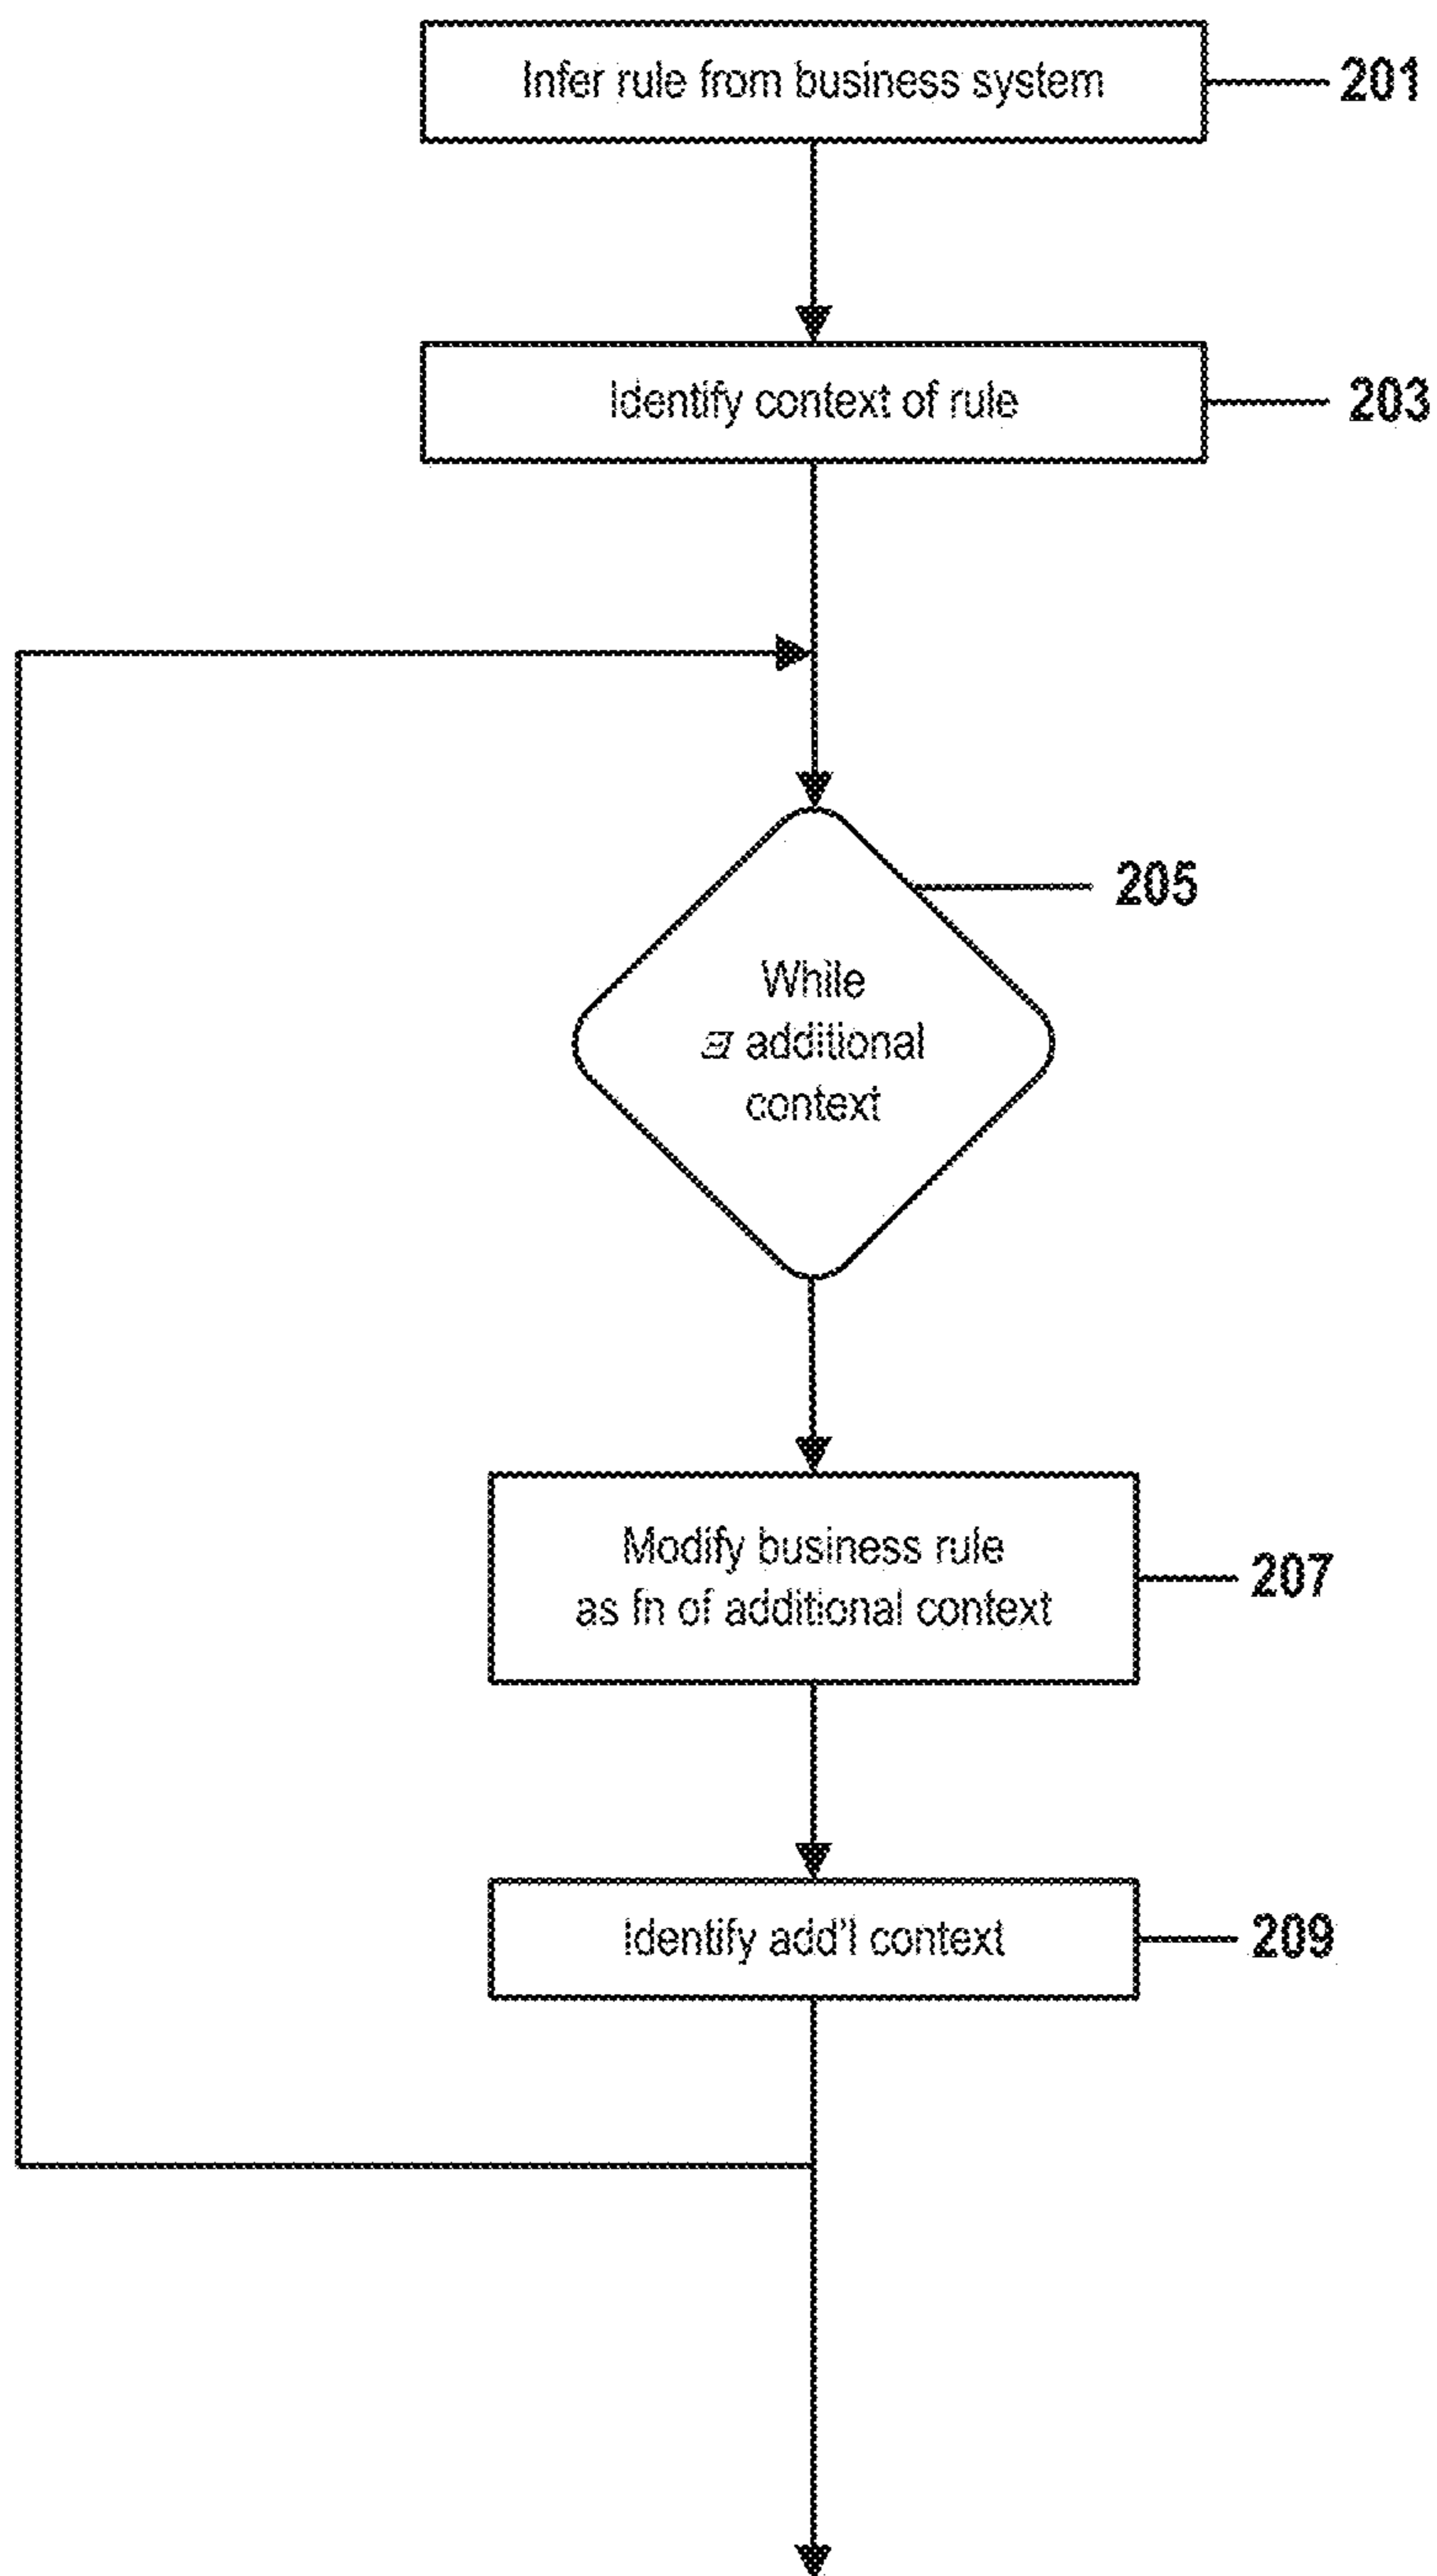 Infer rule from business system
201
Identify context of rule
203
205
While
∃ additional
context
Modify business rule
as fn of additional context
207
Identify add'l context
209